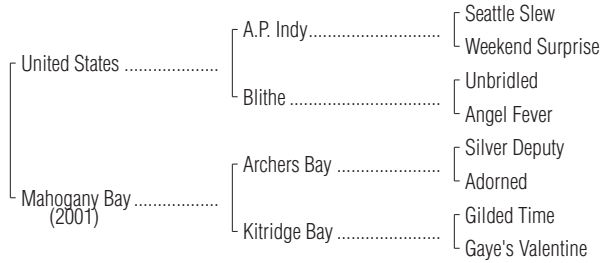 Seattle Slew
A.P. Indy............................
Weekend Surprise
United States ....................
Unbridled
Blithe ................................
Angel Fever
Silver Deputy
Archers Bay ......................
Adorned
Mahogany Bay ..................
(2001)
Gilded Time
Kitridge Bay ......................
Gaye's Valentine